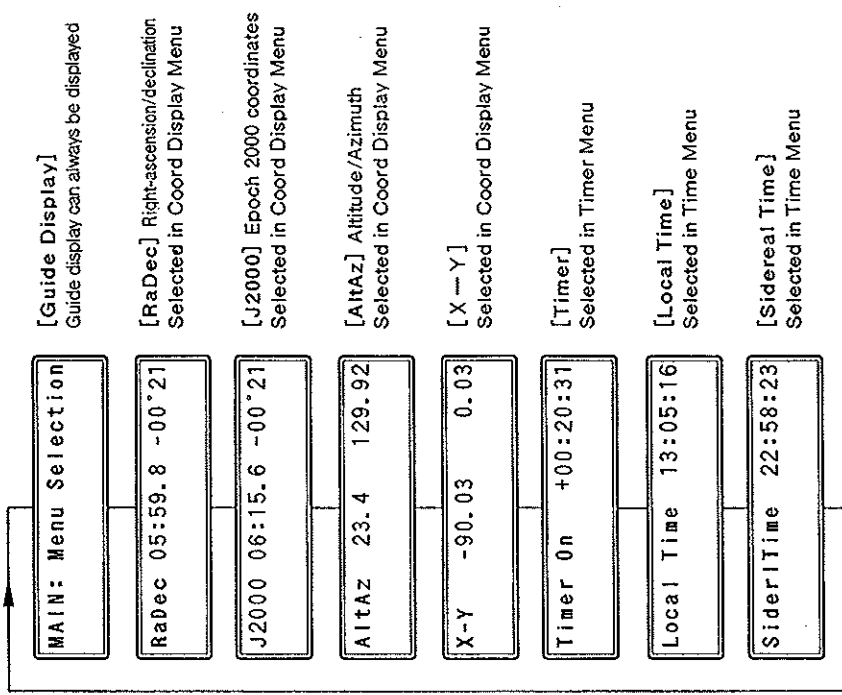 MAIN: Menu Selection
[Guide Display]
Guide display can always be displayed
RaDec 05:59.8 -00°21
[RaDec] Right-ascension/declination
Selected in Coord Display Menu
J2000 06:15.6 -00°21
[J2000] Epoch 2000 coordinates
Selected in Coord Display Menu
AltAz 23.4 129.92
[AltAz] Altitude/Azimuth
Selected in Coord Display Menu
X-Y -90.03 0.03
[X — Y]
Selected in Coord Display Menu
Timer On +00:20:31
[Timer]
Selected in Timer Menu
Local Time 13:05:16
[Local Time]
Selected in Time Menu
SiderlTime 22:58:23
[Sidereal Time]
Selected in Time Menu